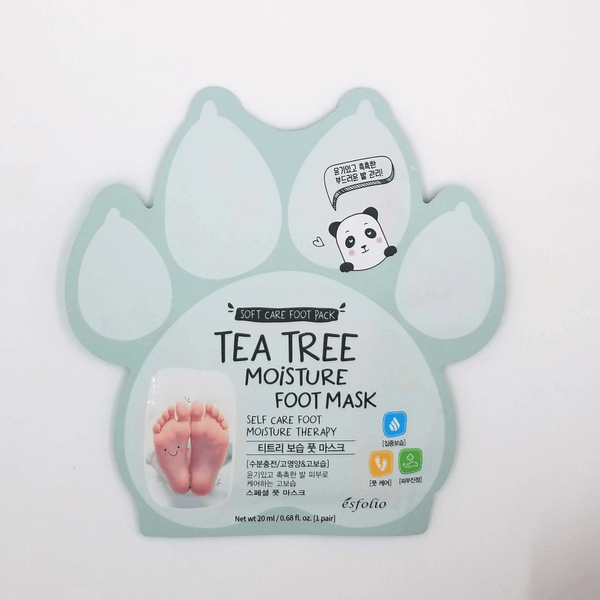 윤기있고 촉촉한
부드러운 발 관리!
SOFT CARE FOOT PACK
TEA TREE
MOiSTURE
FOOT MASK
SELF CARE FOOT
MOISTURE THERAPY
티트리 보습 풋 마스크
[수분충전/고영양&고보습]
윤기있고 촉촉한 발 피부로
케어하는 고보습
스페셜 풋 마스크
[집중보습]
[풋 케어]
[피부진정]
ésfolio
Net wt 20 ml / 0.68 fl. oz. [1 pair]